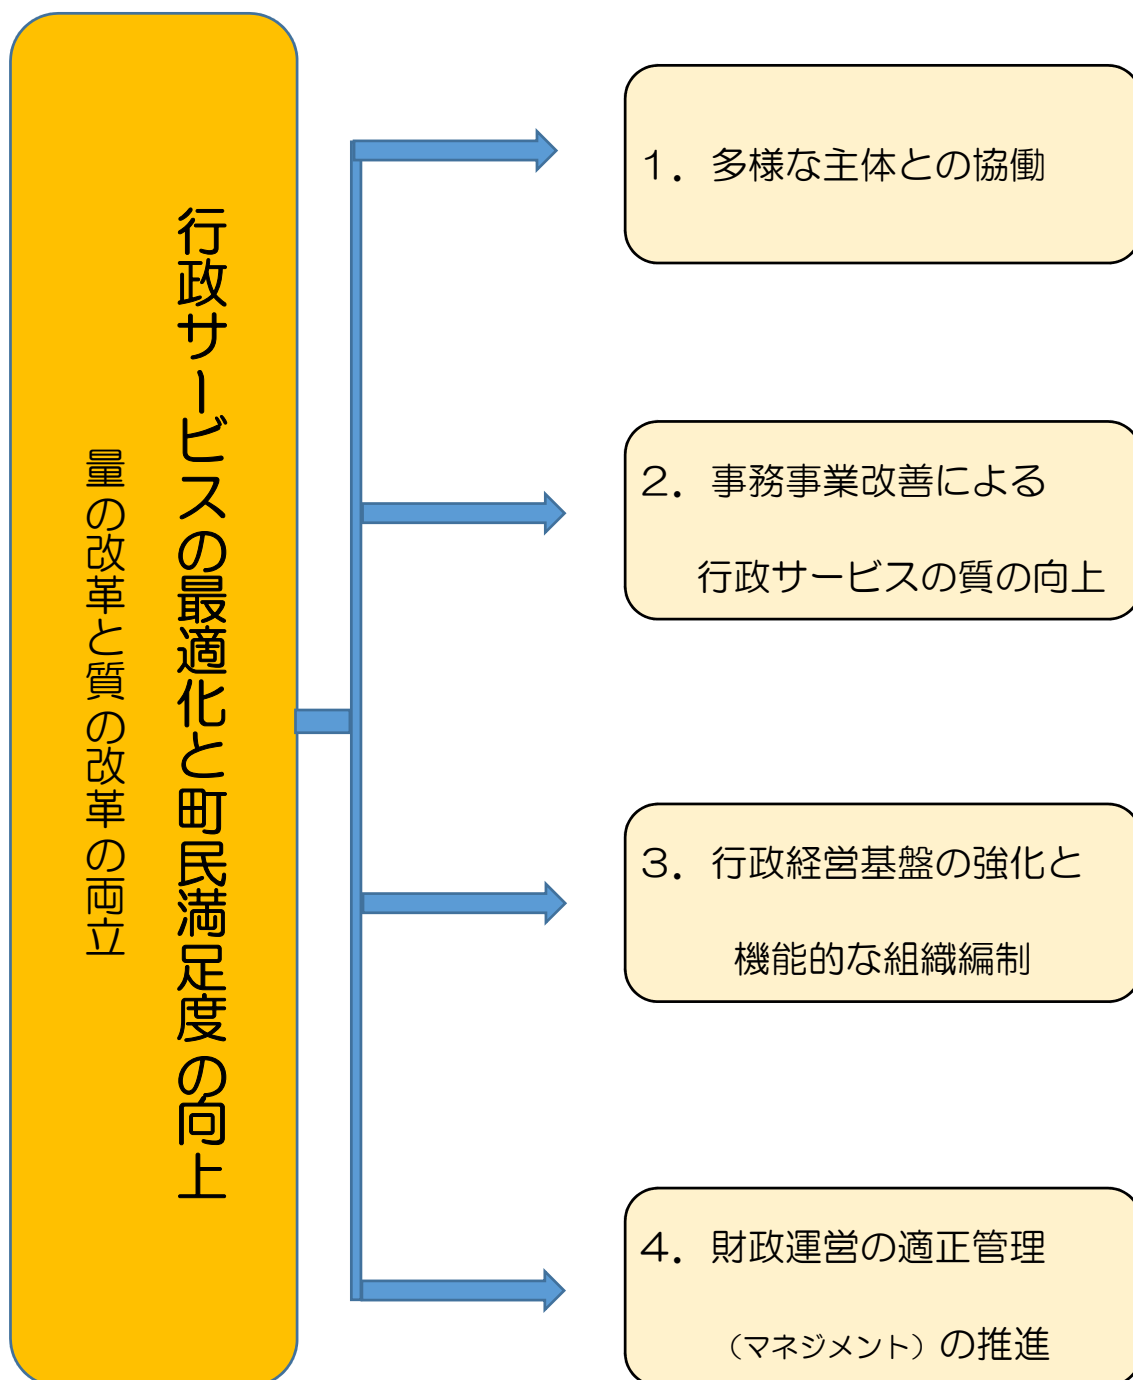 行政サービスの最適化と町民満足度の向上
量の改革と質の改革の両立
１．多様な主体との協働
２．事務事業改善による
行政サービスの質の向上
３．行政経営基盤の強化と
機能的な組織編制
４．財政運営の適正管理
（マネジメント）の推進